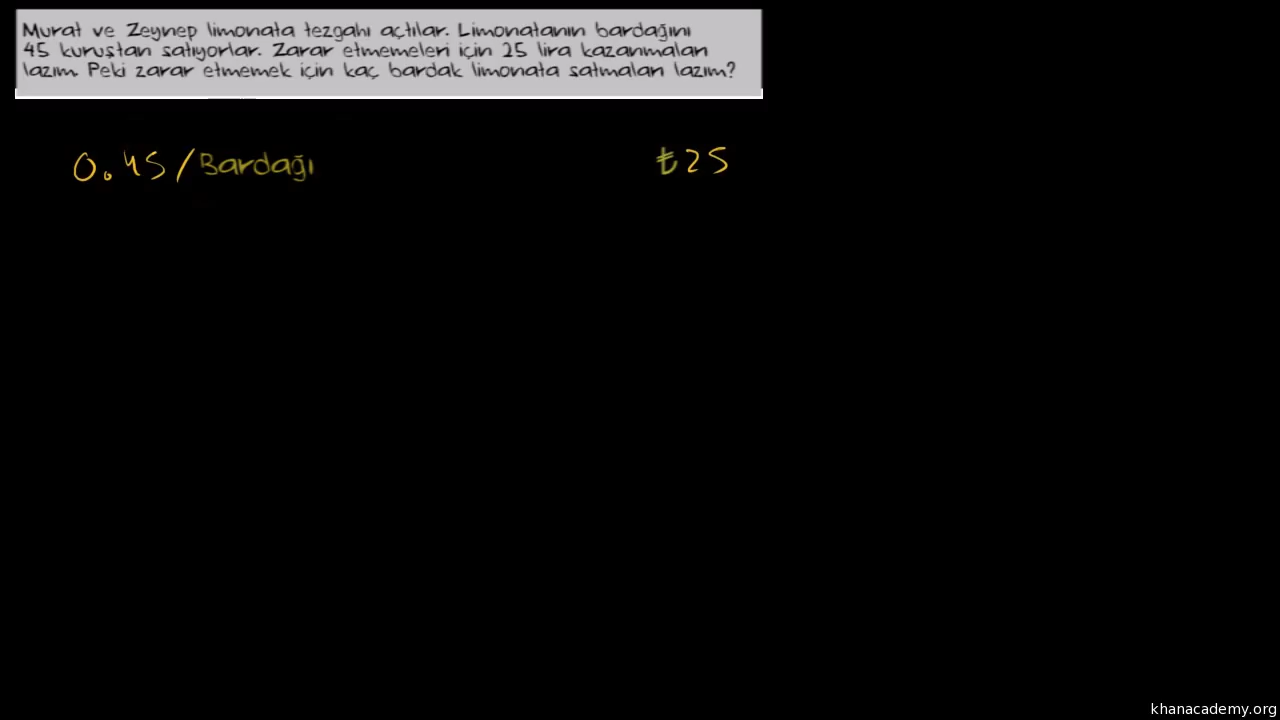 Murat ve Zeynep limonata tezgahı açtılar. Limonatanın bardağını
45 kuruştan satıyorlar. Zarar etmemeleri için 25 lira kazanmaları
lazım. Peki zarar etmemek için kaç bardak limonata satmaları lazım?
0.45/Bardağı ₺25
khanacademy.org